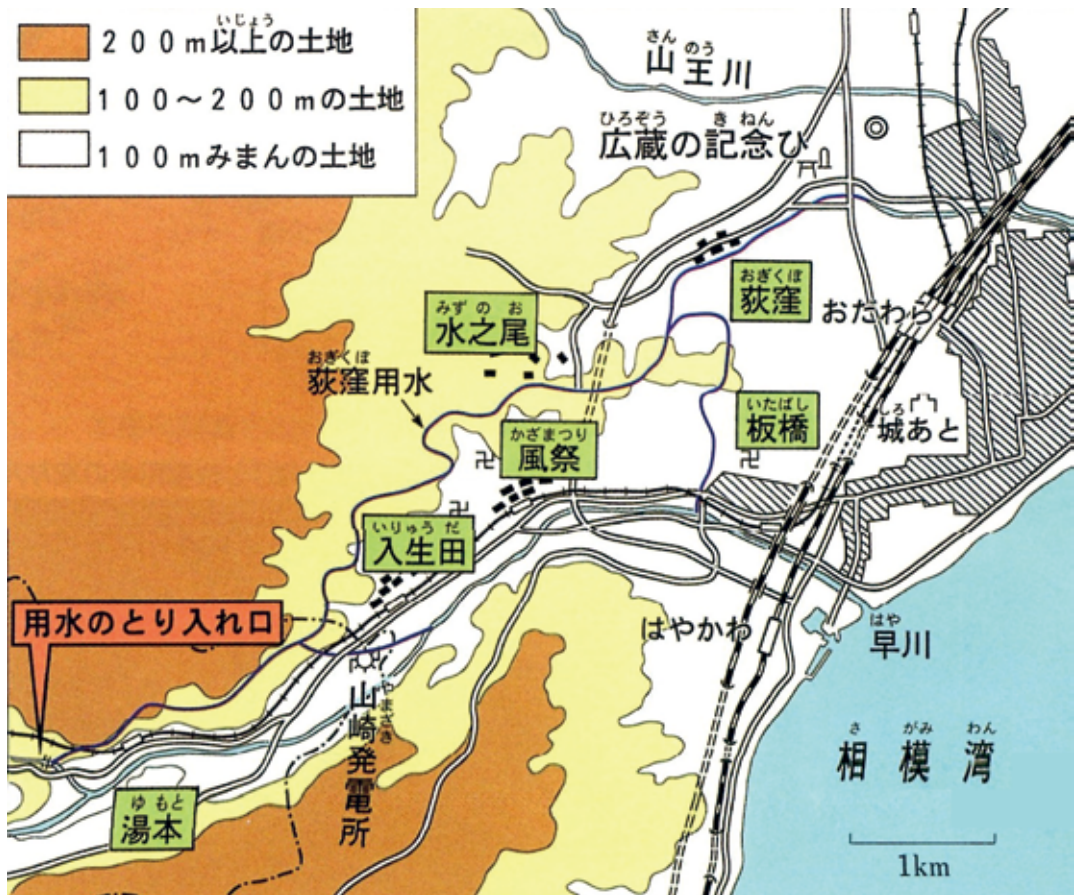 いじょう
200m以上の土地
100~200mの土地
100mみまんの土地
さんのう
山王川
ひろぞう きねん
広蔵の記念ひ
おぎくぼ
荻窪
おだわら
みずのお
水之尾
おぎくぼ
荻窪用水
いたばし
板橋
しろ
城あと
かざまつり
風祭
いりゅうだ
入生田
用水のとり入れ口
はやかわ
はや
早川
やまざき
山崎発電所
さがみわん
相模湾
ゆもと
湯本
1km